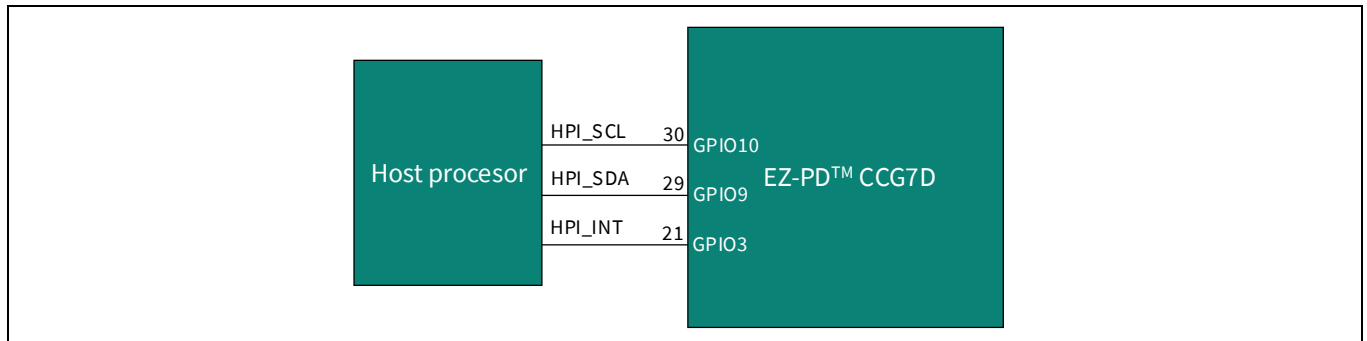 HPI_SCL 30 GPIO10
Host procesor HPI_SDA 29 GPIO9 EZ-PD™ CCG7D
HPI_INT 21 GPIO3